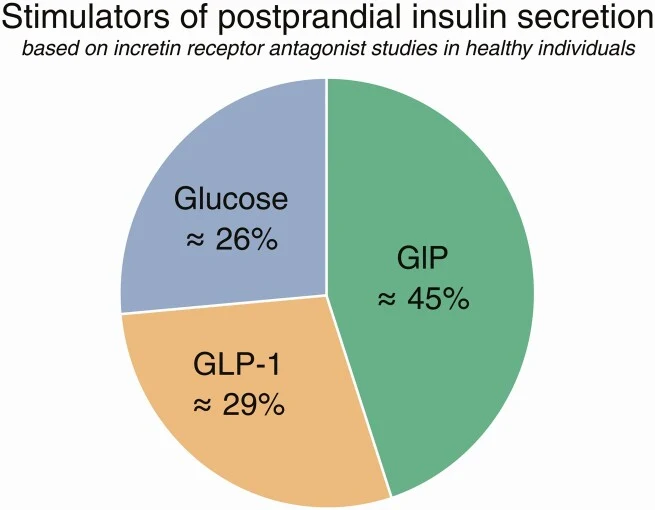 Stimulators of postprandial insulin secretion
based on incretin receptor antagonist studies in healthy individuals
Glucose
≈ 26%
GIP
≈ 45%
GLP-1
≈ 29%